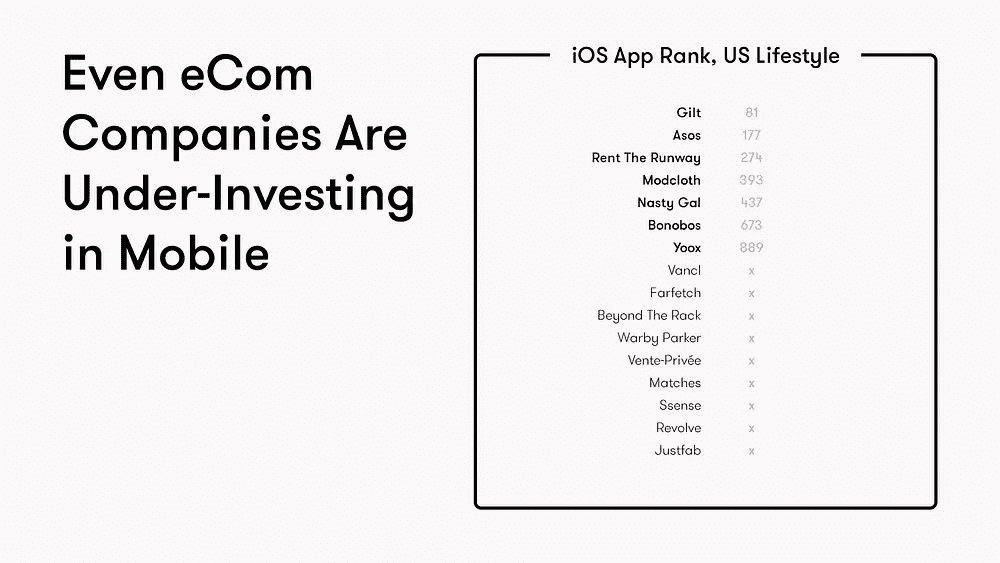 Even eCom
Companies Are
Under-Investing
in Mobile
iOS App Rank, US Lifestyle
Gilt 81
Asos 177
Rent The Runway 274
Modcloth 393
Nasty Gal 437
Bonobos 673
Yoox 889
Vancl x
Farfetch x
Beyond The Rack x
Warby Parker x
Vente-Privée x
Matches x
Ssense x
Revolve x
Justfab x